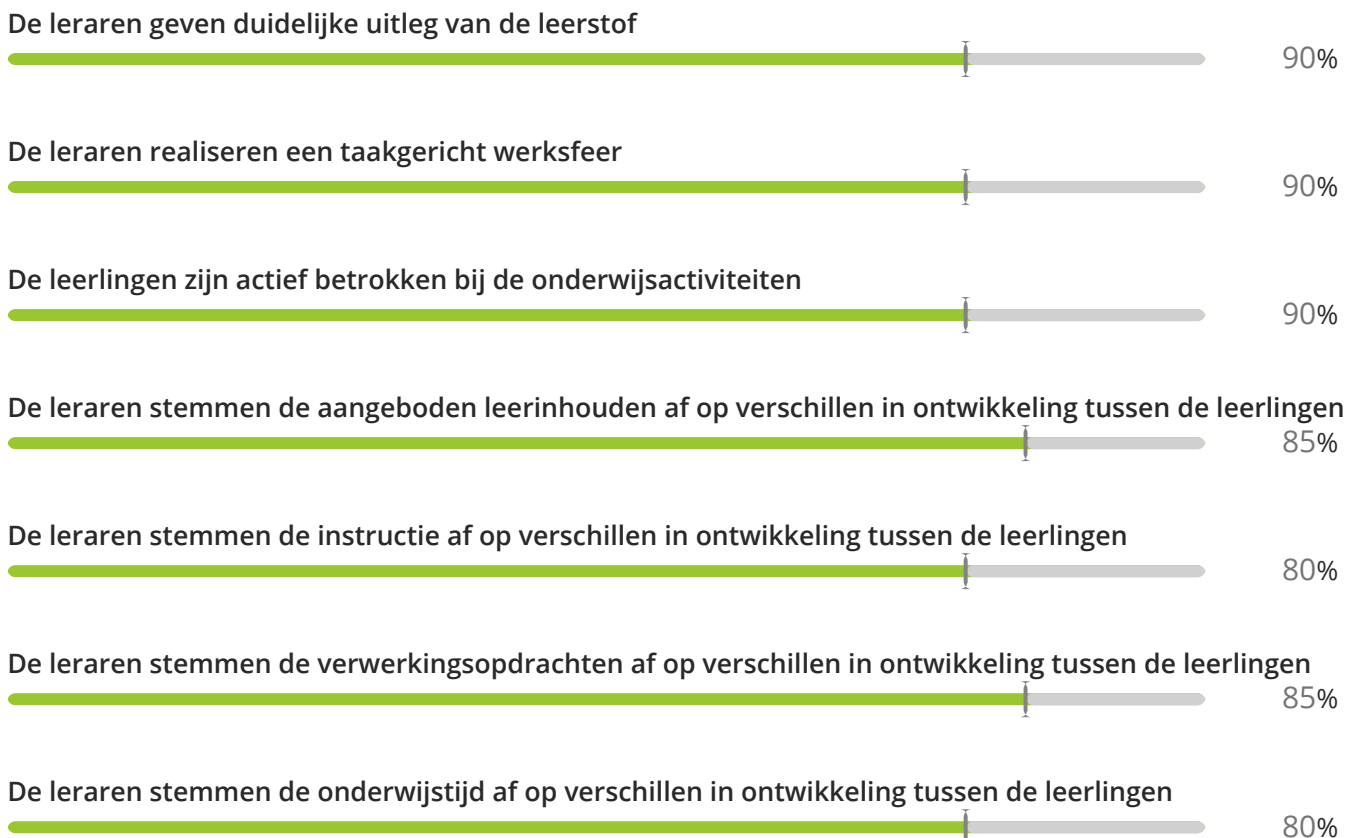 De leraren geven duidelijke uitleg van de leerstof
90%
De leraren realiseren een taakgericht werksfeer
90%
De leerlingen zijn actief betrokken bij de onderwijsactiviteiten
90%
De leraren stemmen de aangeboden leerinhouden af op verschillen in ontwikkeling tussen de leerlingen
85%
De leraren stemmen de instructie af op verschillen in ontwikkeling tussen de leerlingen
80%
De leraren stemmen de verwerkingsopdrachten af op verschillen in ontwikkeling tussen de leerlingen
85%
De leraren stemmen de onderwijstijd af op verschillen in ontwikkeling tussen de leerlingen
80%